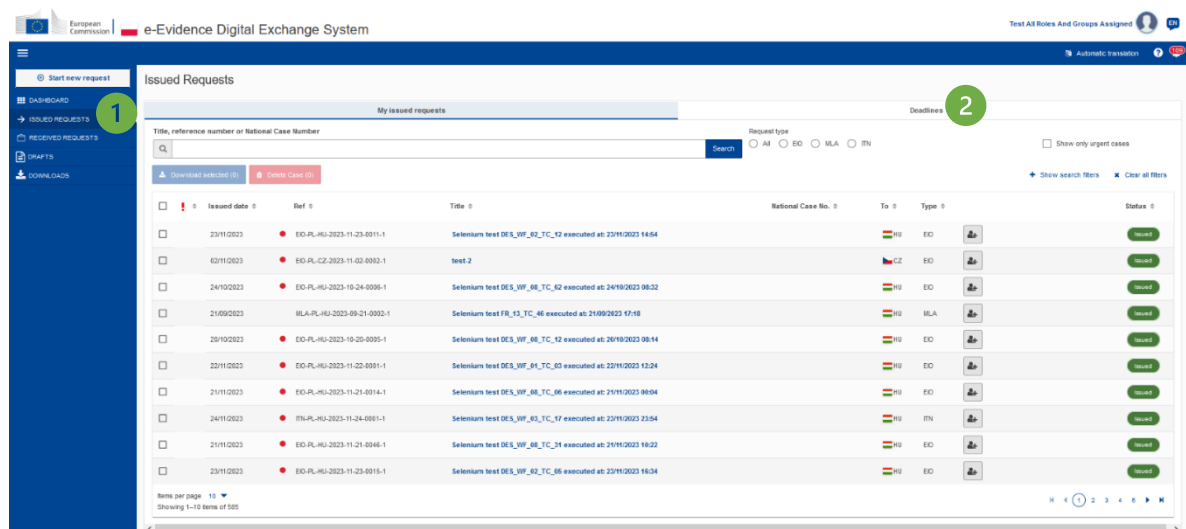 European Commission
e-Evidence Digital Exchange System
Test All Roles And Groups Assigned
EN
Automatic translation
Start new request
Issued Requests
DASHBOARD
1
ISSUED REQUESTS
RECEIVED REQUESTS
DRAFTS
DOWNLOADS
My issued requests
Deadlines
2
Title, reference number or National Case Number
Search
Request type
All EIO MLA ITN
Show only urgent cases
Download selected (0) Delete Case (0)
Show search filters Clear all filters
Issued date Ref Title National Case No. To Type Status
23/11/2023 EIO-PL-HU-2023-11-23-0011-1 Selenium test DES_WF_02_TC_12 executed at: 23/11/2023 14:54 HU EIO Issued
02/11/2023 EIO-PL-CZ-2023-11-02-0002-1 test-2 CZ EIO Issued
24/10/2023 EIO-PL-HU-2023-10-24-0006-1 Selenium test DES_WF_08_TC_02 executed at: 24/10/2023 08:32 HU EIO Issued
21/09/2023 MLA-PL-HU-2023-09-21-0002-1 Selenium test FR_13_TC_46 executed at: 21/09/2023 17:18 HU MLA Issued
20/10/2023 EIO-PL-HU-2023-10-20-0005-1 Selenium test DES_WF_08_TC_12 executed at: 20/10/2023 08:14 HU EIO Issued
22/11/2023 EIO-PL-HU-2023-11-22-0001-1 Selenium test DES_WF_01_TC_03 executed at: 22/11/2023 12:24 HU EIO Issued
21/11/2023 EIO-PL-HU-2023-11-21-0014-1 Selenium test DES_WF_08_TC_06 executed at: 21/11/2023 00:04 HU EIO Issued
24/11/2023 ITN-PL-HU-2023-11-24-0001-1 Selenium test DES_WF_03_TC_17 executed at: 23/11/2023 23:54 HU ITN Issued
21/11/2023 EIO-PL-HU-2023-11-21-0046-1 Selenium test DES_WF_08_TC_31 executed at: 21/11/2023 10:22 HU EIO Issued
23/11/2023 EIO-PL-HU-2023-11-23-0015-1 Selenium test DES_WF_02_TC_05 executed at: 23/11/2023 16:34 HU EIO Issued
Items per page 10
Showing 1–10 items of 585
1 2 3 4 5